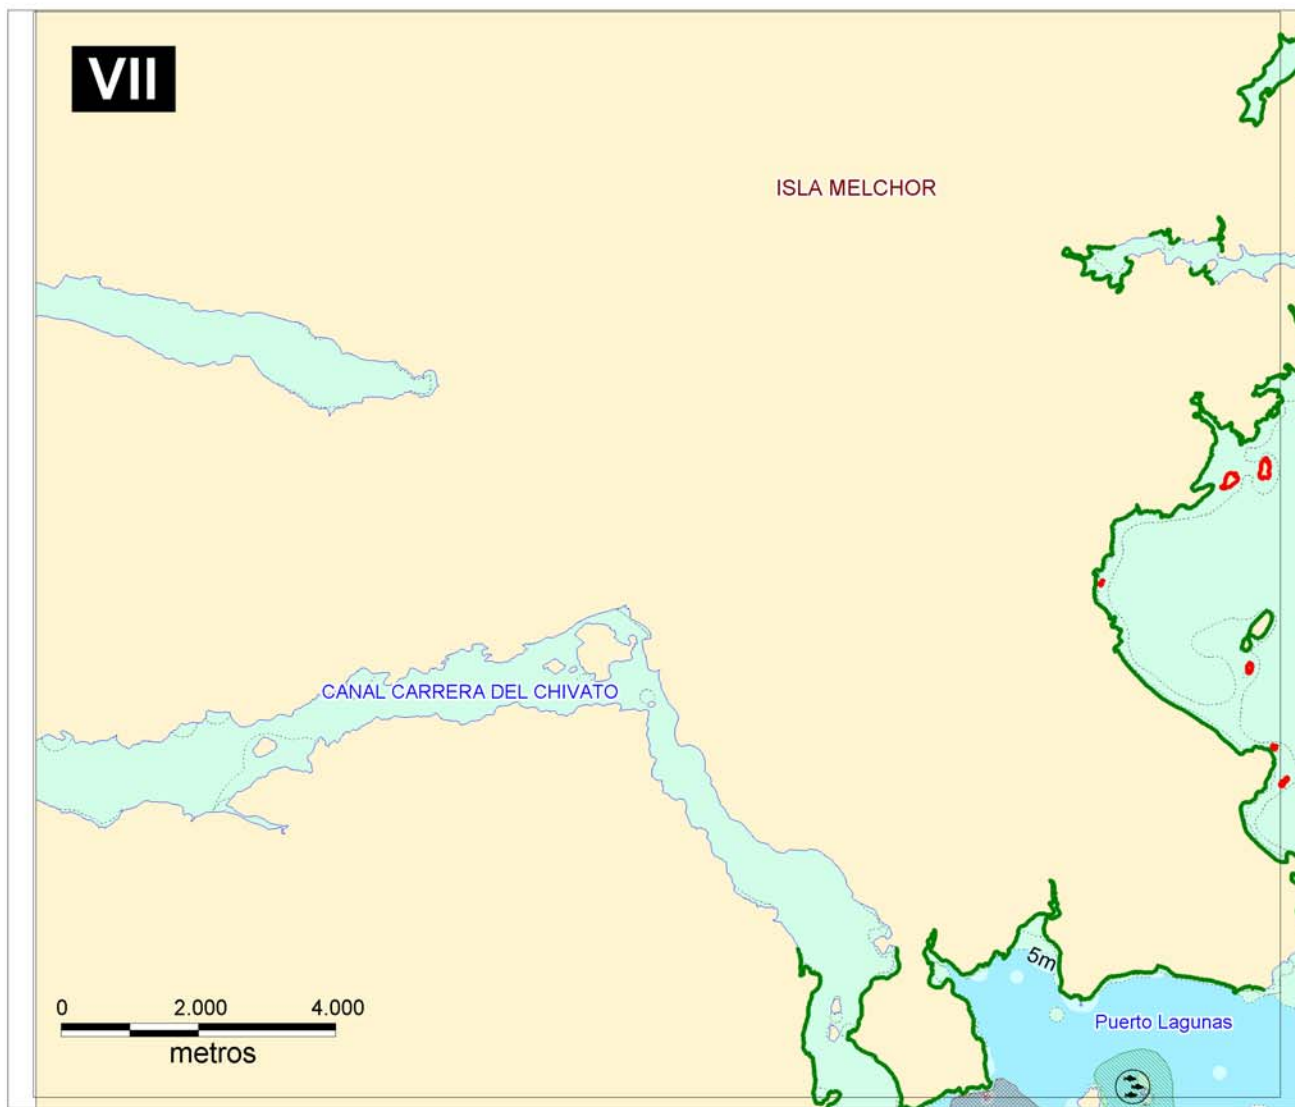 VII
ISLA MELCHOR
CANAL CARRERA DEL CHIVATO
5m
Puerto Lagunas
0 2.000 4.000
metros